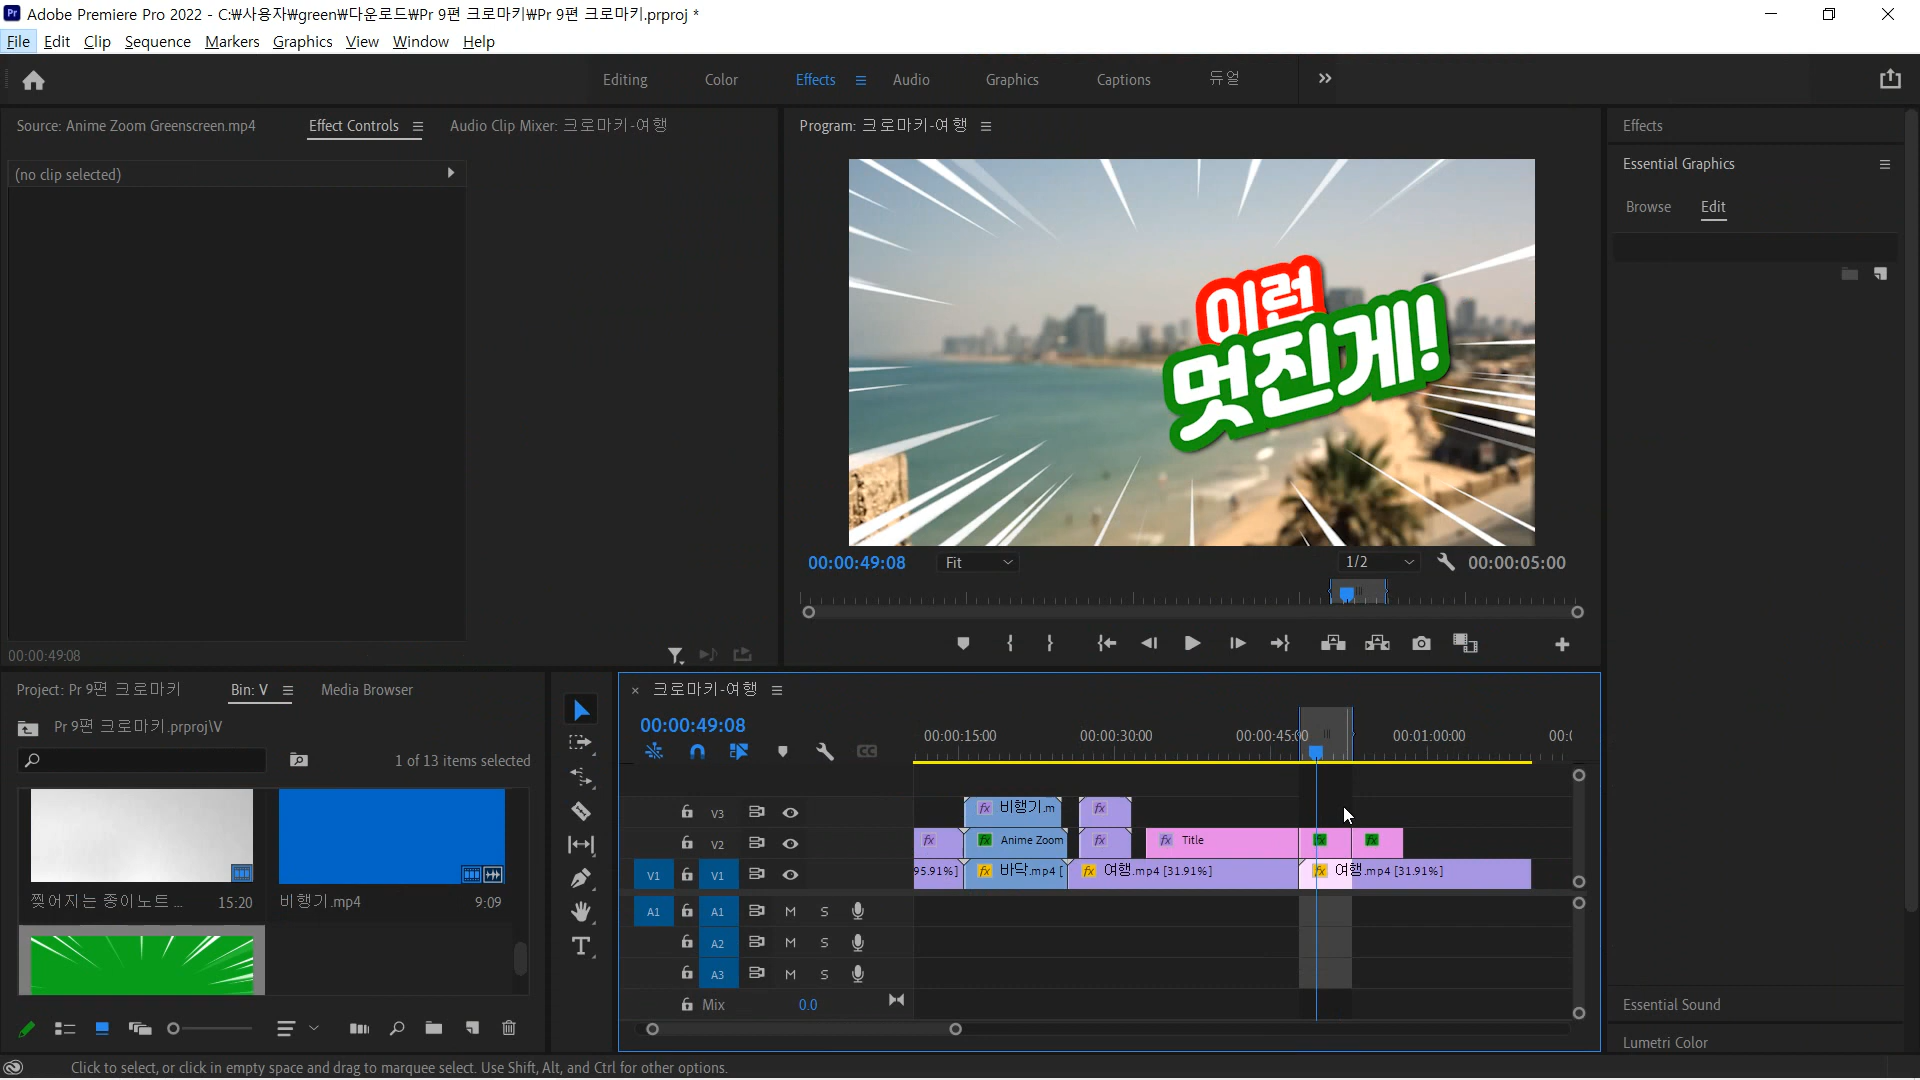 Adobe Premiere Pro 2022 - C:₩사용자₩green₩다운로드₩Pr 9편 크로마키₩Pr 9편 크로마키.prproj *
File Edit Clip Sequence Markers Graphics View Window Help
Editing Color Effects Audio Graphics Captions 듀얼
Source: Anime Zoom Greenscreen.mp4 Effect Controls Audio Clip Mixer: 크로마키-여행
(no clip selected)
00:00:49:08
Program: 크로마키-여행
이런
멋진게!
00:00:49:08 Fit 1/2 00:00:05:00
Effects
Essential Graphics
Browse Edit
Essential Sound
Lumetri Color
Project: Pr 9편 크로마키 Bin: V Media Browser
Pr 9편 크로마키.prproj₩V
1 of 13 items selected
찢어지는 종이노트 ... 15:20
비행기.mp4 9:09
크로마키-여행
00:00:49:08
00:00:15:00 00:00:30:00 00:00:45:00 00:01:00:00 00:(
V3 fx 비행기.m fx
V2 fx fx Anime Zoom fx fx Title fx fx
V1 V1 95.91%] fx 바닷.mp4 [ fx 여행.mp4 [31.91%] fx 여행.mp4 [31.91%]
A1 A1 M S
A2 M S
A3 M S
Mix 0.0
Click to select, or click in empty space and drag to marquee select. Use Shift, Alt, and Ctrl for other options.